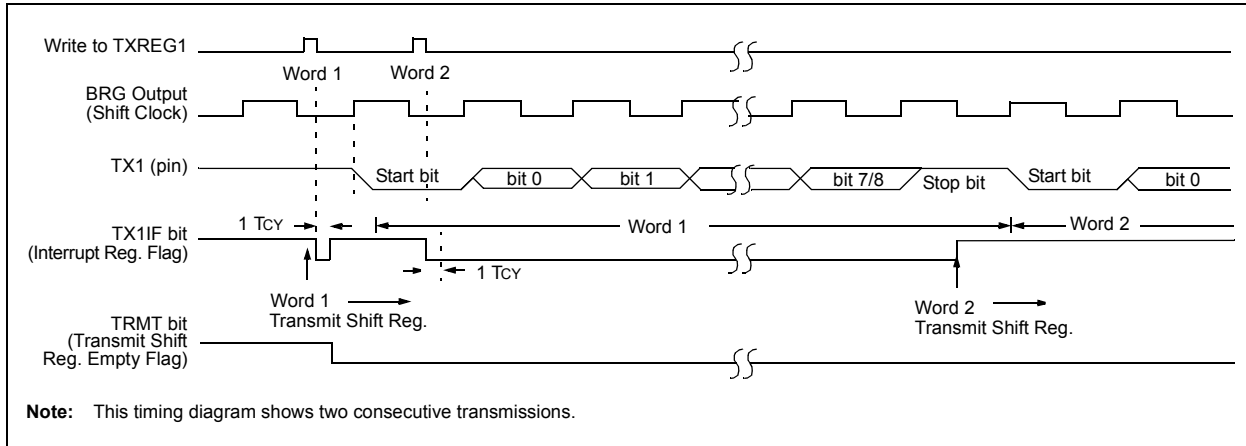 Write to TXREG1
Word 1
Word 2
BRG Output
(Shift Clock)
TX1 (pin)
Start bit
bit 0
bit 1
bit 7/8
Stop bit
Start bit
bit 0
1 TCY
Word 1
Word 2
TX1IF bit
(Interrupt Reg. Flag)
1 TCY
Word 1
Transmit Shift Reg.
Word 2
Transmit Shift Reg.
TRMT bit
(Transmit Shift
Reg. Empty Flag)
Note: This timing diagram shows two consecutive transmissions.